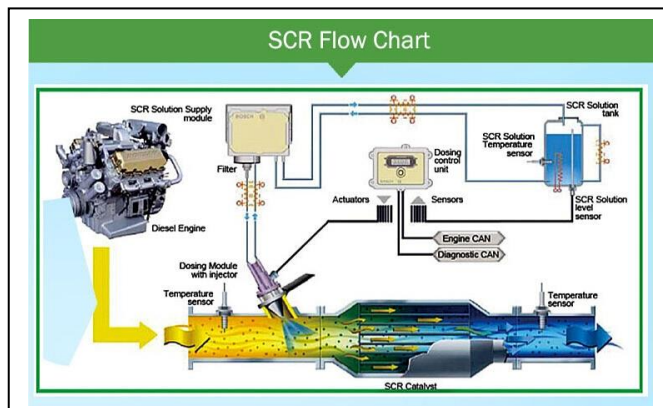 SCR Flow Chart
SCR Solution Supply
module
BOSCH
Filter
SCR Solution
tank
SCR Solution
Temperature
sensor
Dosing
control
unit
SCR Solution
level
sensor
Actuators
Sensors
Engine CAN
Diagnostic CAN
Diesel Engine
Dosing Module
with injector
Temperature
sensor
Temperature
sensor
SCR Catalyst